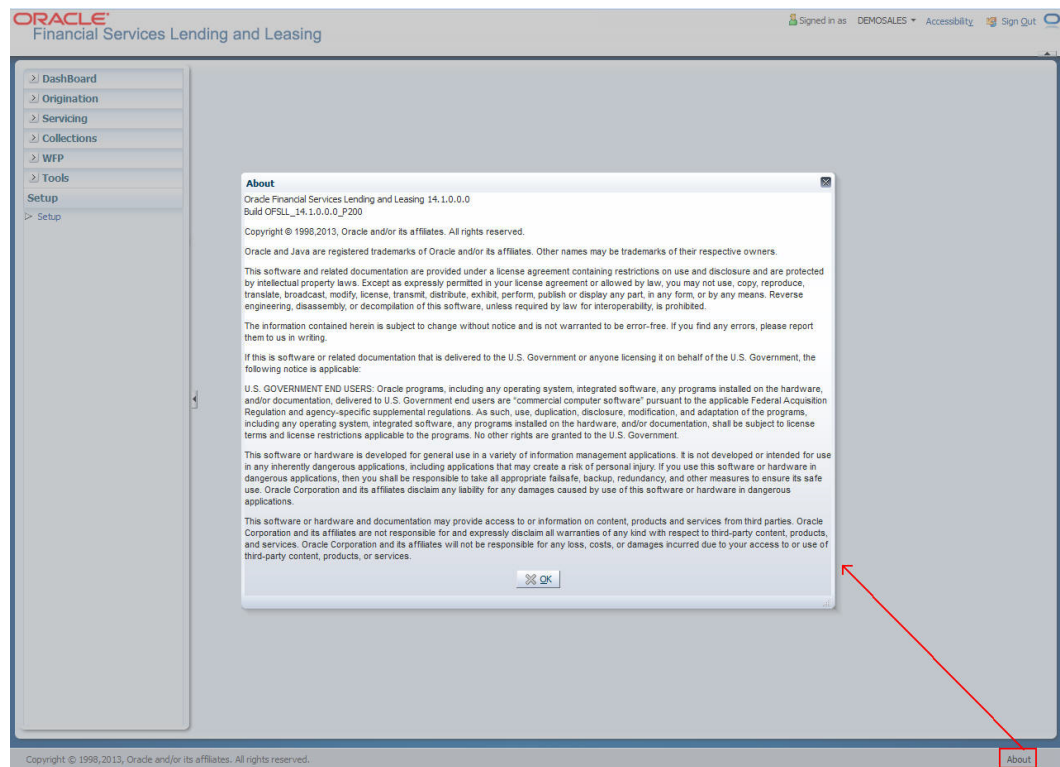 ORACLE
Financial Services Lending and Leasing
Signed in as DEMOSALES Accessibility Sign Out
DashBoard
Origination
Servicing
Collections
WFP
Tools
Setup
Setup
About
Oracle Financial Services Lending and Leasing 14.1.0.0.0
Build OFSLL_14.1.0.0.0_P200
Copyright © 1998,2013, Oracle and/or its affiliates. All rights reserved.
Oracle and Java are registered trademarks of Oracle and/or its affiliates. Other names may be trademarks of their respective owners.
This software and related documentation are provided under a license agreement containing restrictions on use and disclosure and are protected
by intellectual property laws. Except as expressly permitted in your license agreement or allowed by law, you may not use, copy, reproduce,
translate, broadcast, modify, license, transmit, distribute, exhibit, perform, publish or display any part, in any form, or by any means. Reverse
engineering, disassembly, or decompilation of this software, unless required by law for interoperability, is prohibited.
The information contained herein is subject to change without notice and is not warranted to be error-free. If you find any errors, please report
them to us in writing.
If this is software or related documentation that is delivered to the U.S. Government or anyone licensing it on behalf of the U.S. Government, the
following notice is applicable:
U.S. GOVERNMENT END USERS: Oracle programs, including any operating system, integrated software, any programs installed on the hardware,
and/or documentation, delivered to U.S. Government end users are "commercial computer software" pursuant to the applicable Federal Acquisition
Regulation and agency-specific supplemental regulations. As such, use, duplication, disclosure, modification, and adaptation of the programs,
including any operating system, integrated software, any programs installed on the hardware, and/or documentation, shall be subject to license
terms and license restrictions applicable to the programs. No other rights are granted to the U.S. Government.
This software or hardware is developed for general use in a variety of information management applications. It is not developed or intended for use
in any inherently dangerous applications, including applications that may create a risk of personal injury. If you use this software or hardware in
dangerous applications, then you shall be responsible to take all appropriate failsafe, backup, redundancy, and other measures to ensure its safe
use. Oracle Corporation and its affiliates disclaim any liability for any damages caused by use of this software or hardware in dangerous
applications.
This software or hardware and documentation may provide access to or information on content, products and services from third parties. Oracle
Corporation and its affiliates are not responsible for and expressly disclaim all warranties of any kind with respect to third-party content, products,
and services. Oracle Corporation and its affiliates will not be responsible for any loss, costs, or damages incurred due to your access to or use of
third-party content, products, or services.
OK
Copyright © 1998,2013, Oracle and/or its affiliates. All rights reserved.
About